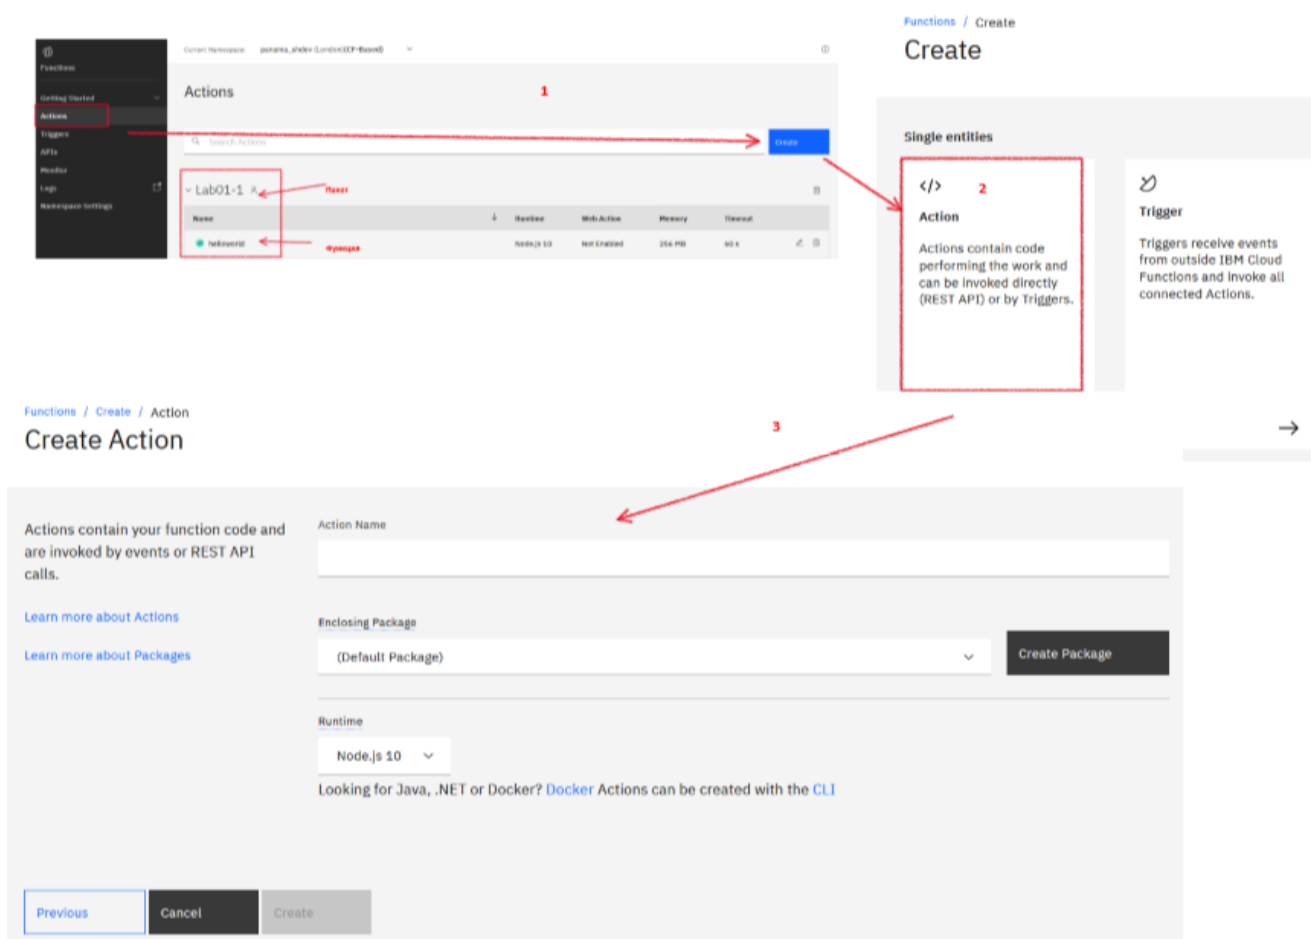 Functions
Getting Started
Actions
Triggers
APIs
Monitor
Logs
Namespace Settings
Current Namespace:
(London)(CF-Based)
Actions
1
Search Actions
Create
Lab01-1
Пакет
Name
Runtime
Web Action
Memory
Timeout
helloworld
Функция
Node.js 10
Not Enabled
256 MB
60 s
Functions / Create
Create
Single entities
</>
2
Action
Actions contain code
performing the work and
can be invoked directly
(REST API) or by Triggers.
Trigger
Triggers receive events
from outside IBM Cloud
Functions and invoke all
connected Actions.
Functions / Create / Action
Create Action
3
Actions contain your function code and
are invoked by events or REST API
calls.
Learn more about Actions
Learn more about Packages
Action Name
Enclosing Package
(Default Package)
Create Package
Runtime
Node.js 10
Looking for Java, .NET or Docker? Docker Actions can be created with the CLI
Previous
Cancel
Create